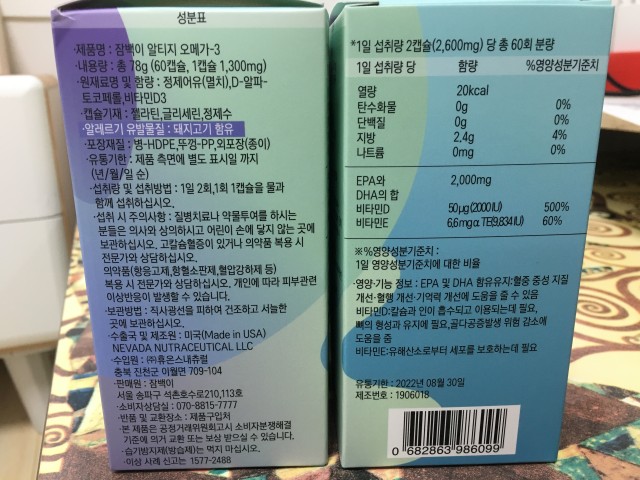 성분표
·제품명 : 잠백이 알티지 오메가-3
·내용량 : 총 78g (60캡슐, 1캡슐 1,300mg)
·원재료명 및 함량 : 정제어유(멸치),D-알파-
토코페롤,비타민D3
·캡슐기재 : 젤라틴,글리세린,정제수
·알레르기 유발물질 : 돼지고기 함유
·포장재질 : 병-HDPE,뚜껑-PP,외포장(종이)
·유통기한 : 제품 측면에 별도 표시일 까지
(년/월/일 순)
·섭취량 및 섭취방법 : 1일 2회,1회 1캡슐을 물과
함께 섭취하십시오.
·섭취 시 주의사항 : 질병치료나 약물투여를 하시는
분들은 의사와 상의하시고 어린이 손에 닿지 않는 곳에
보관하십시오. 고칼슘혈증이 있거나 의약품 복용 시
전문가와 상담하십시오.
의약품(항응고제,항혈소판제,혈압강하제 등)
복용 시 전문가와 상담하십시오. 개인에 따라 피부관련
이상반응이 발생할 수 있습니다.
·보관방법 : 직사광선을 피하여 건조하고 서늘한
곳에 보관하십시오.
·수출국 및 제조원 : 미국(Made in USA)
NEVADA NUTRACEUTICAL LLC
·수입원 : ㈜휴온스내츄럴
충북 진천군 이월면 709-104
·판매원 : 잠백이
서울 송파구 석촌호수로210,113호
·소비자상담실 : 070-8815-7777
·반품 및 교환장소 : 제품구입처
·본 제품은 공정거래위원회고시 소비자분쟁해결
기준에 의거 교환 또는 보상 받으실 수 있습니다.
·습기방지제(방습제)는 먹지 마십시오.
·이상 사례 신고는 1577-2488
*1일 섭취량 2캡슐(2,600mg) 당 총 60회 분량
1일 섭취량 당 함량 %영양성분기준치
열량 20kcal
탄수화물 0g 0%
단백질 0g 0%
지방 2.4g 4%
나트륨 0mg 0%
EPA와 2,000mg
DHA의 합
비타민D 50μg(2000IU) 500%
비타민E 6.6mg α-TE(9.834IU) 60%
※%영양성분기준치 :
1일 영양성분기준치에 대한 비율
·영양·기능 정보 : EPA 및 DHA 함유유지:혈중 중성 지질
개선·혈행 개선·기억력 개선에 도움을 줄 수 있음
비타민D:칼슘과 인이 흡수되고 이용되는데 필요,
뼈의 형성과 유지에 필요,골다공증발생 위험 감소에
도움을 줌
비타민E:유해산소로부터 세포를 보호하는데 필요
유통기한 : 2022년 08월 30일
제조번호 : 1906018
0 682863 986099